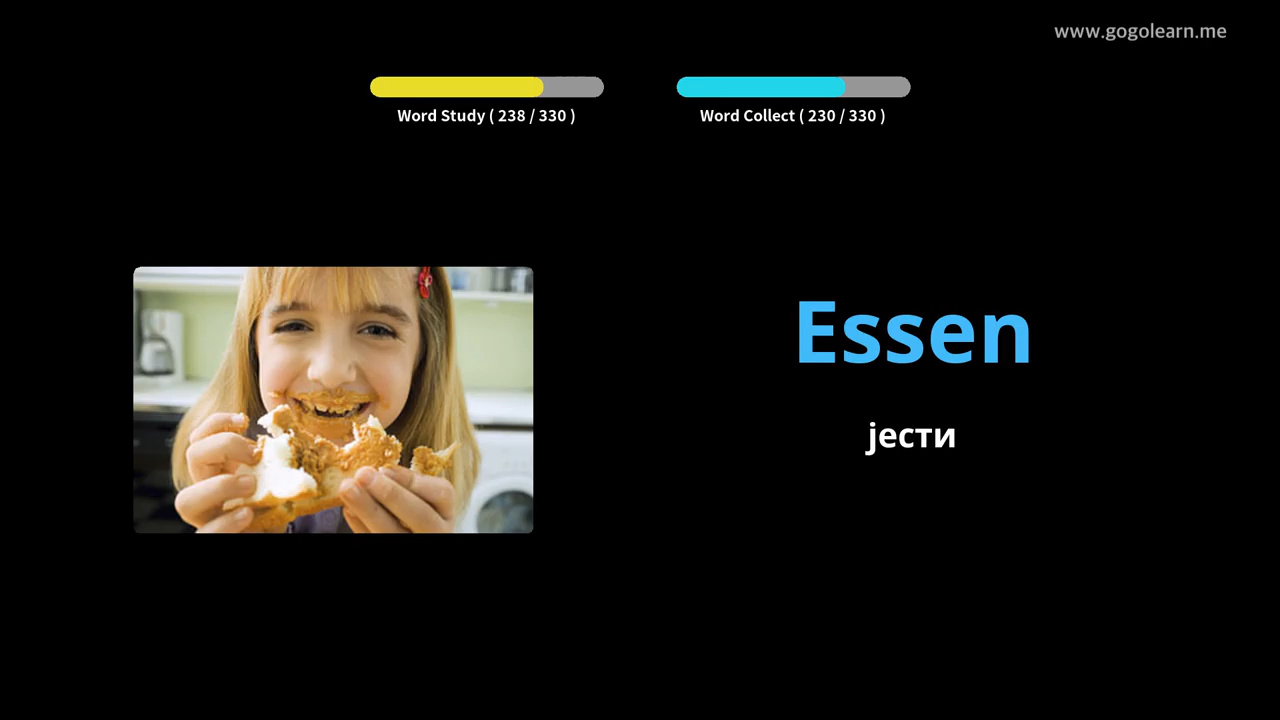 www.gogolearn.me
Word Study ( 238 / 330 )
Word Collect ( 230 / 330 )
Essen
јести